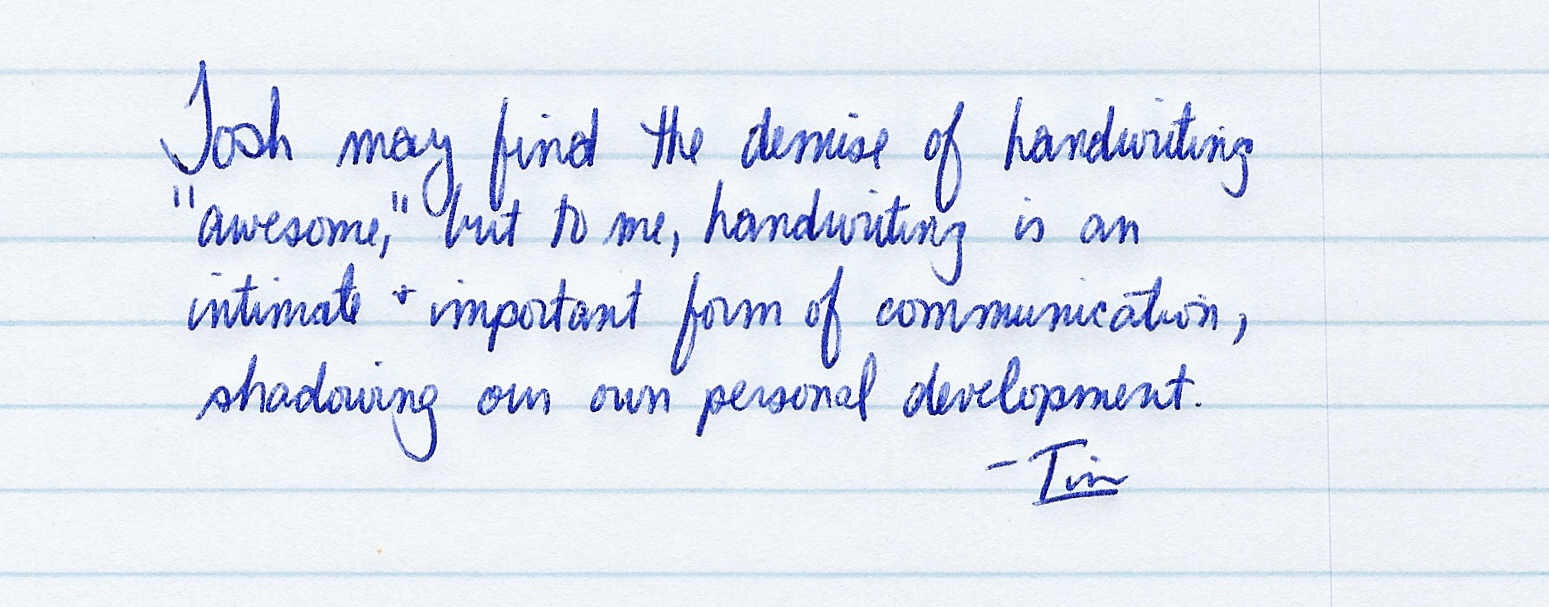 Josh may find the demise of handwriting
"awesome," but to me, handwriting is an
intimate + important form of communication,
shadowing our own personal development.
- Tim